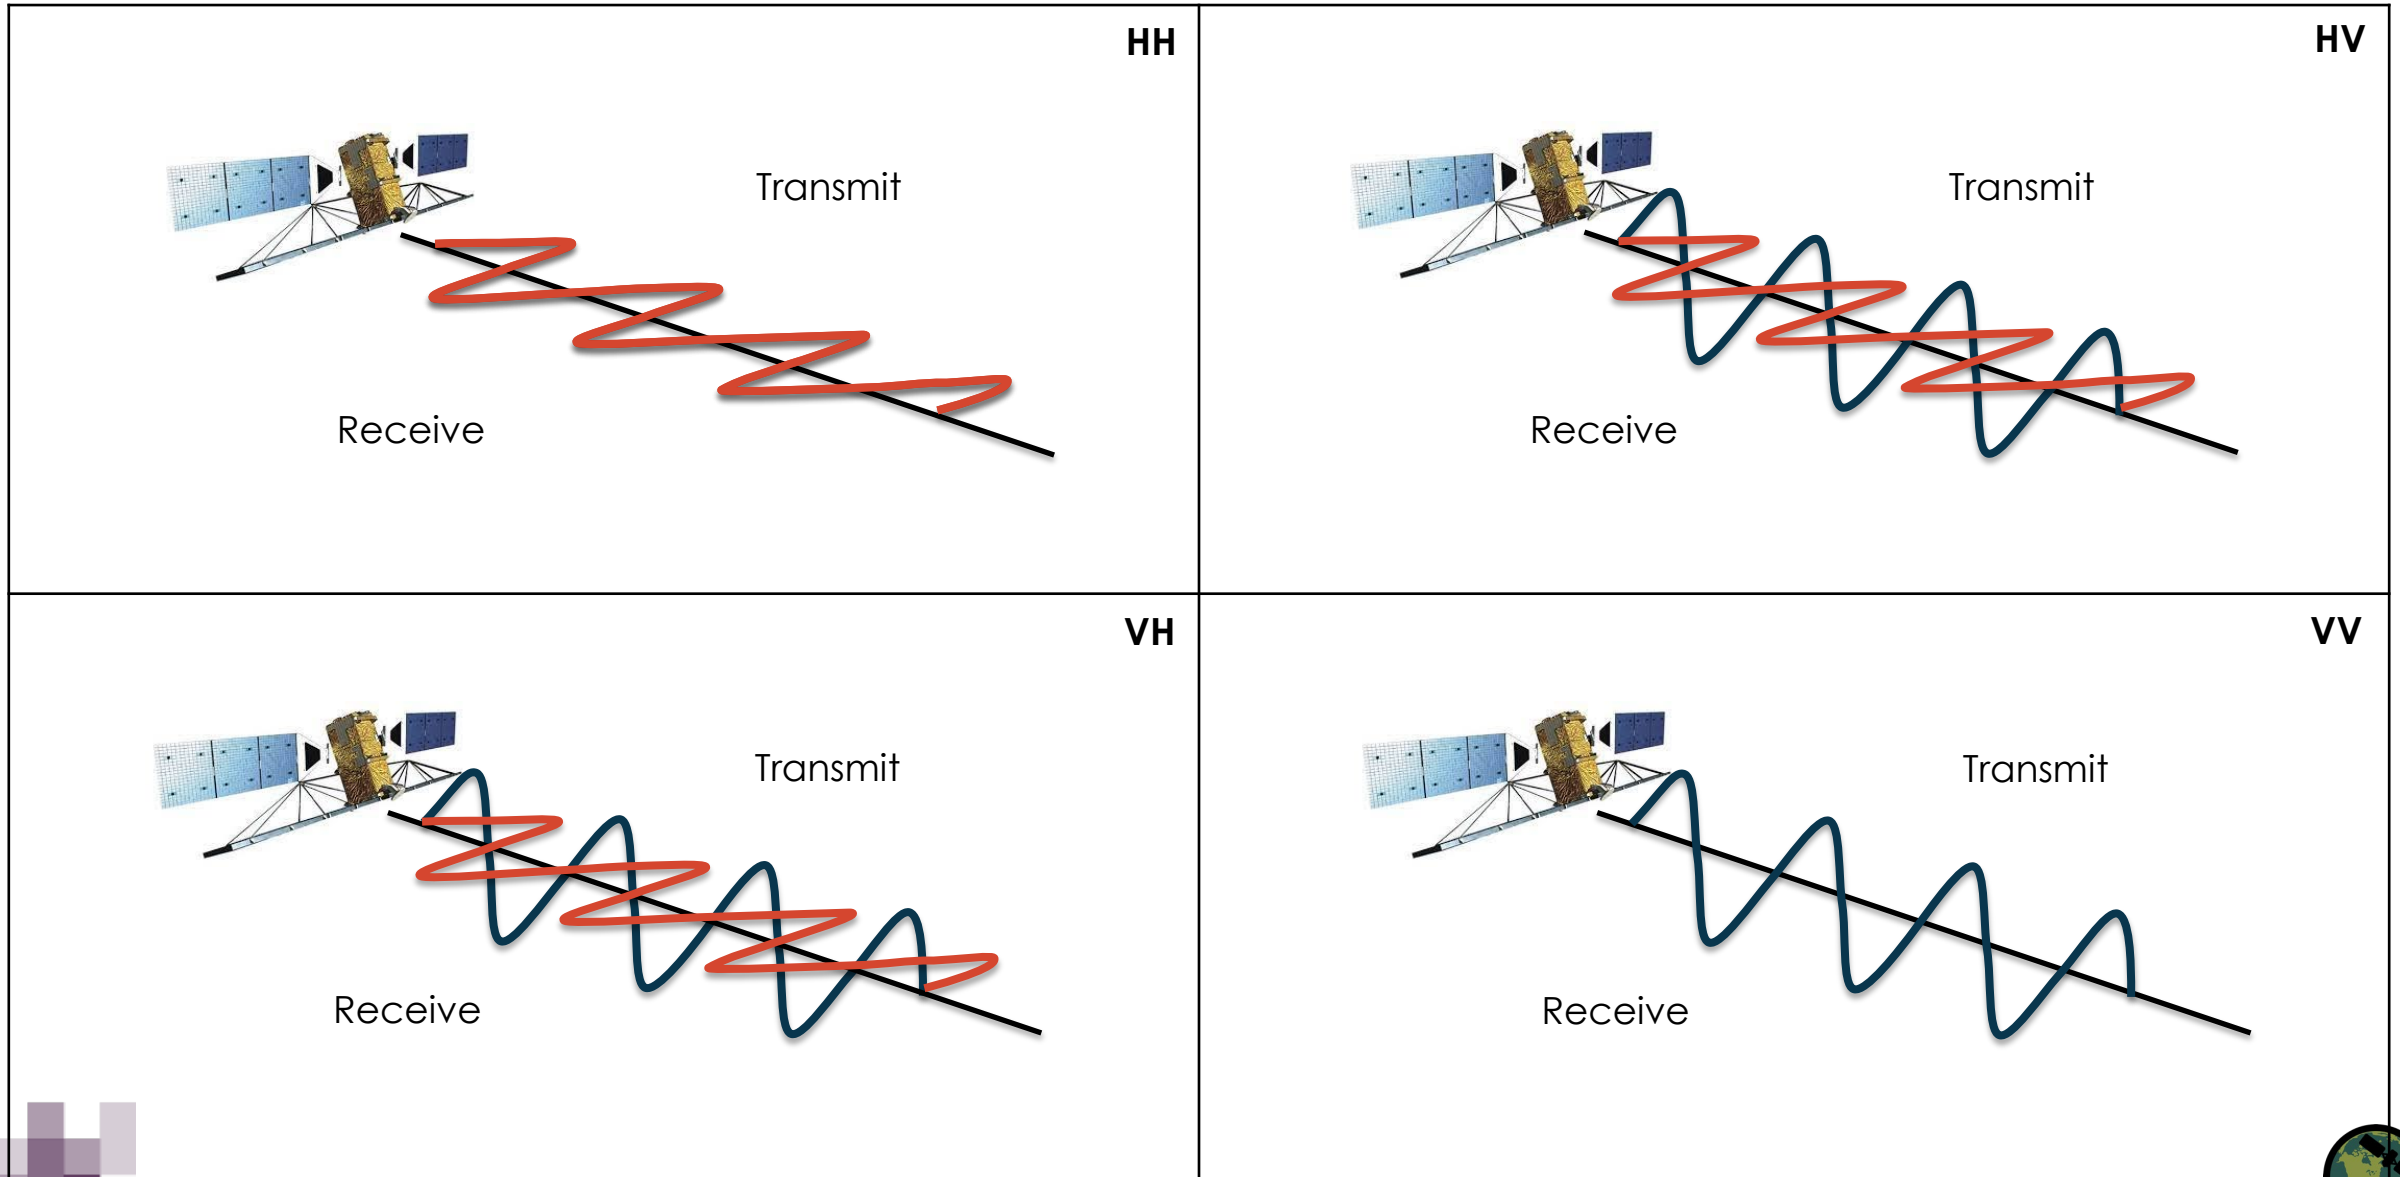 HH
Transmit
Receive
HV
Transmit
Receive
VH
Transmit
Receive
VV
Transmit
Receive